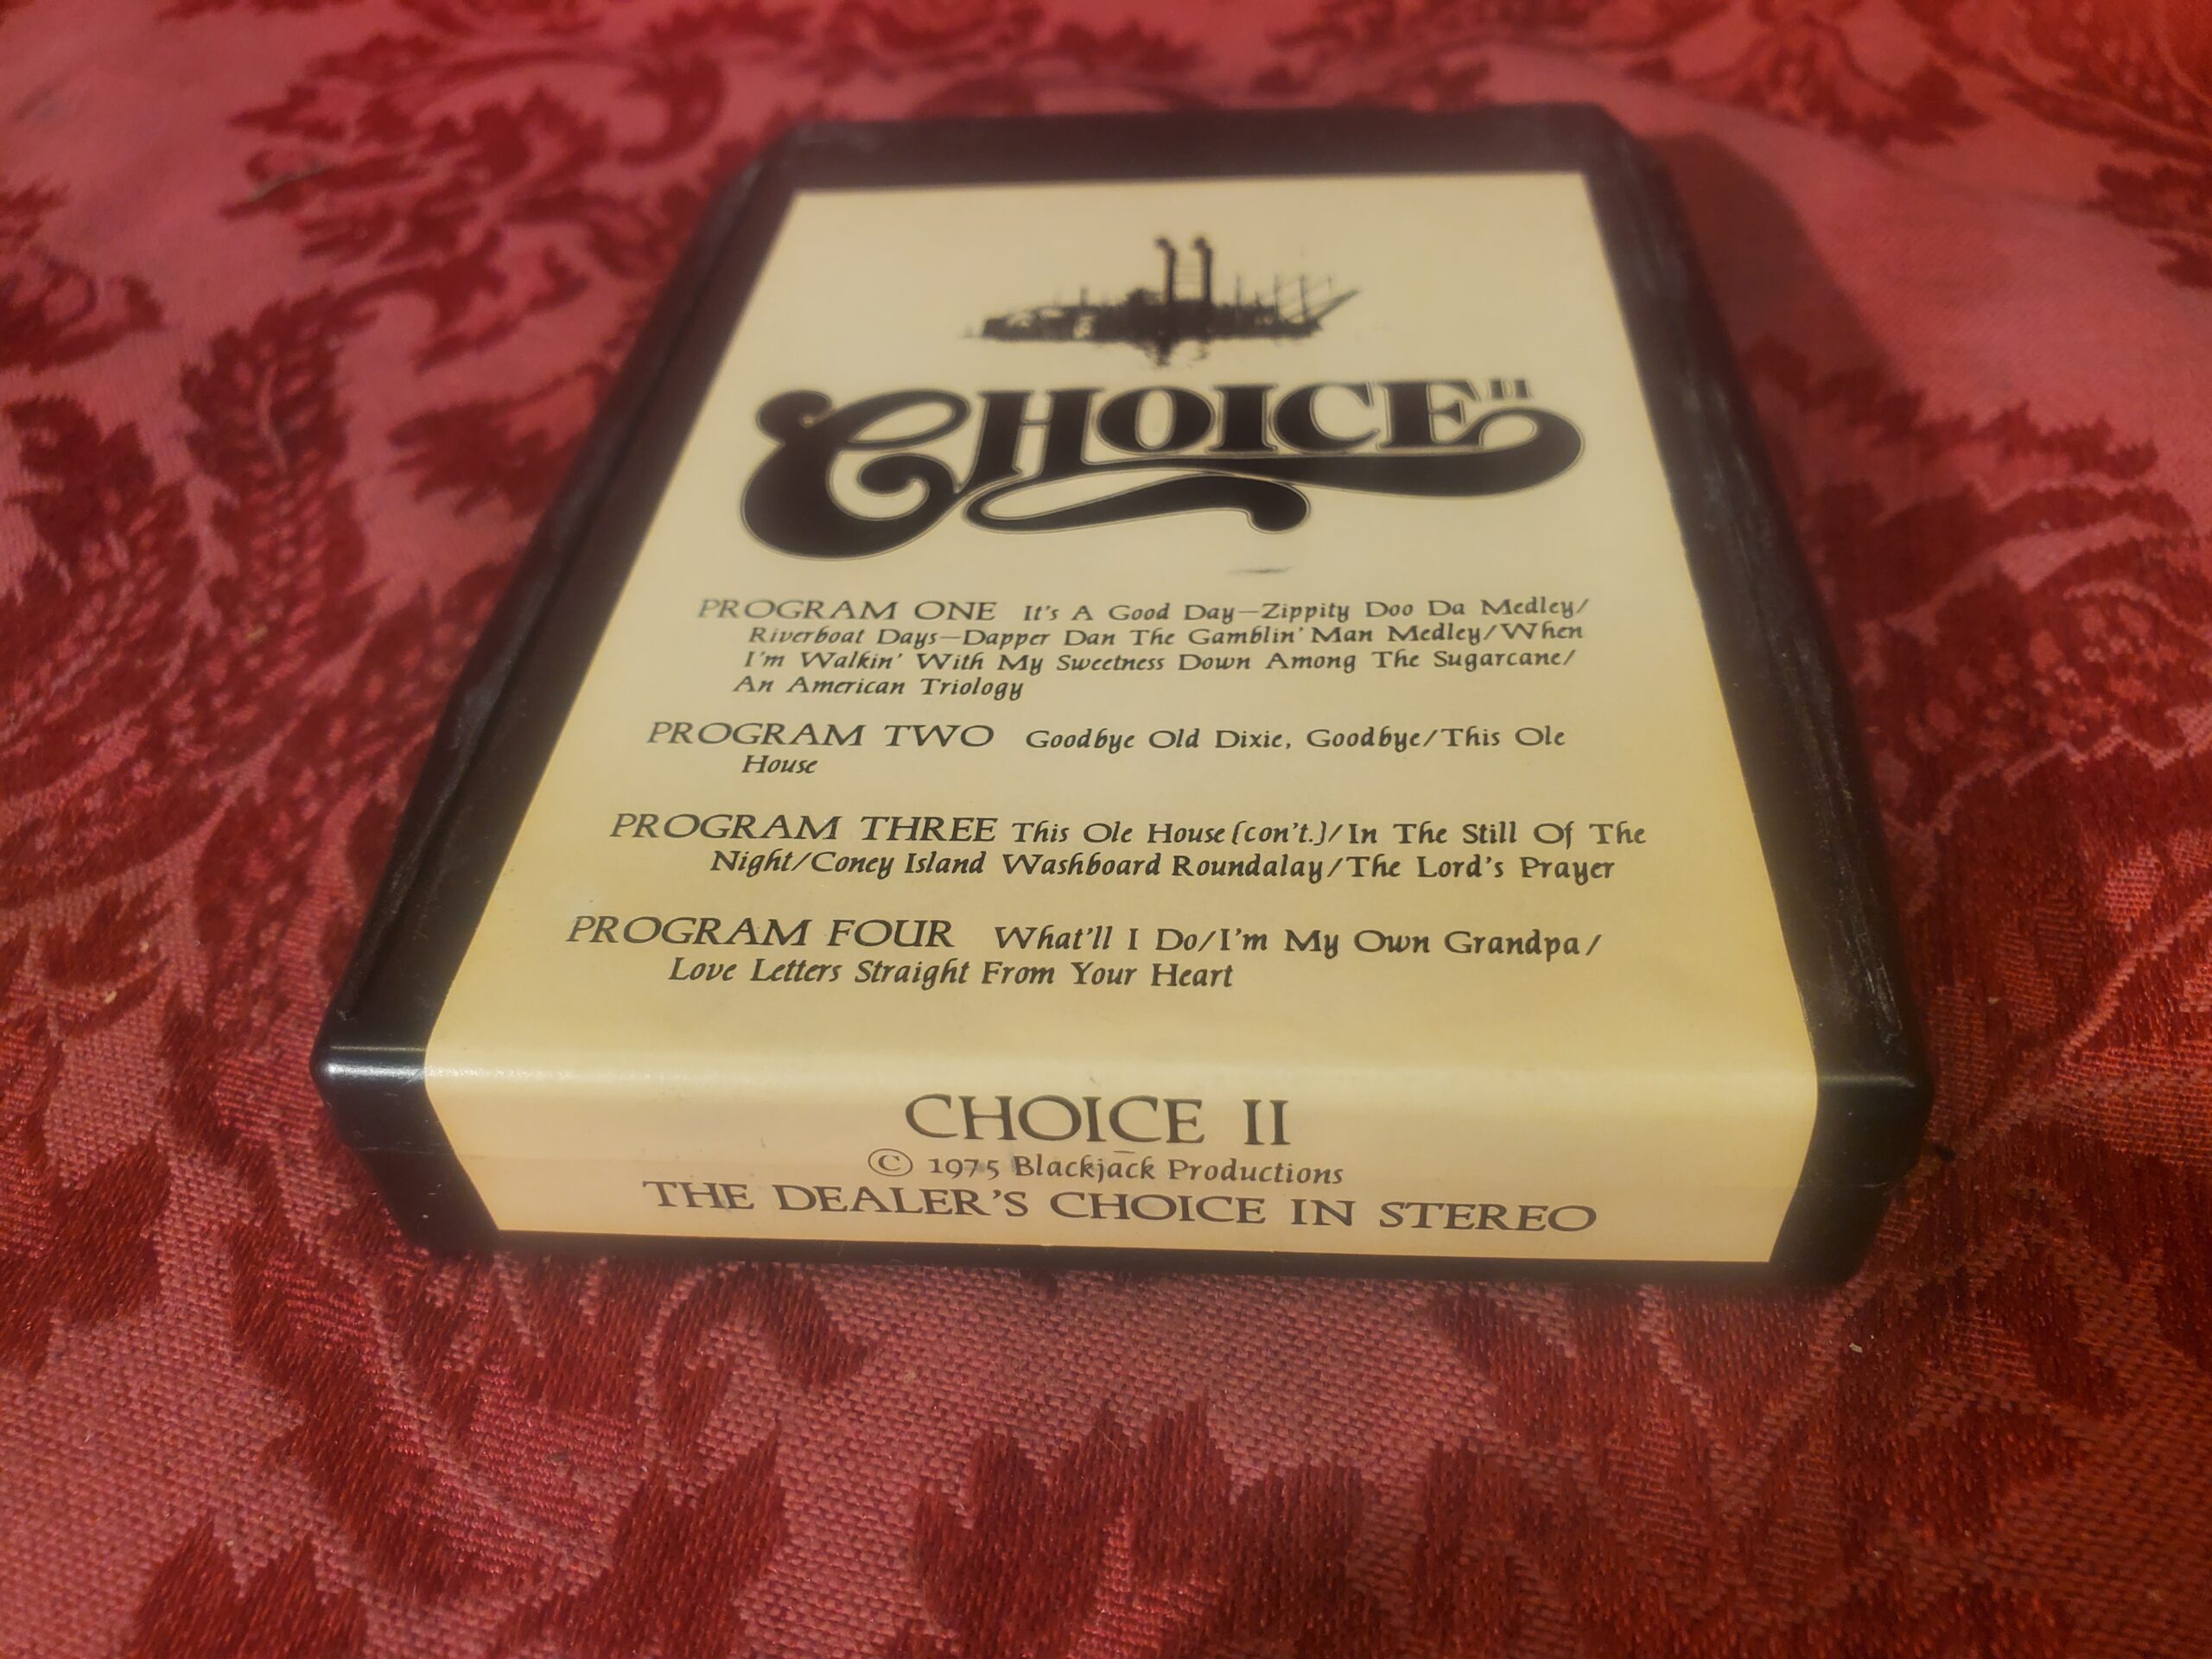 CHOICE II
PROGRAM ONE It's A Good Day—Zippity Doo Da Medley/
Riverboat Days—Dapper Dan The Gamblin' Man Medley/When
I'm Walkin' With My Sweetness Down Among The Sugarcane/
An American Triology
PROGRAM TWO Goodbye Old Dixie, Goodbye/This Ole
House
PROGRAM THREE This Ole House (con't.)/In The Still Of The
Night/Coney Island Washboard Roundalay/The Lord's Prayer
PROGRAM FOUR What'll I Do/I'm My Own Grandpa/
Love Letters Straight From Your Heart
CHOICE II
© 1975 Blackjack Productions
THE DEALER'S CHOICE IN STEREO